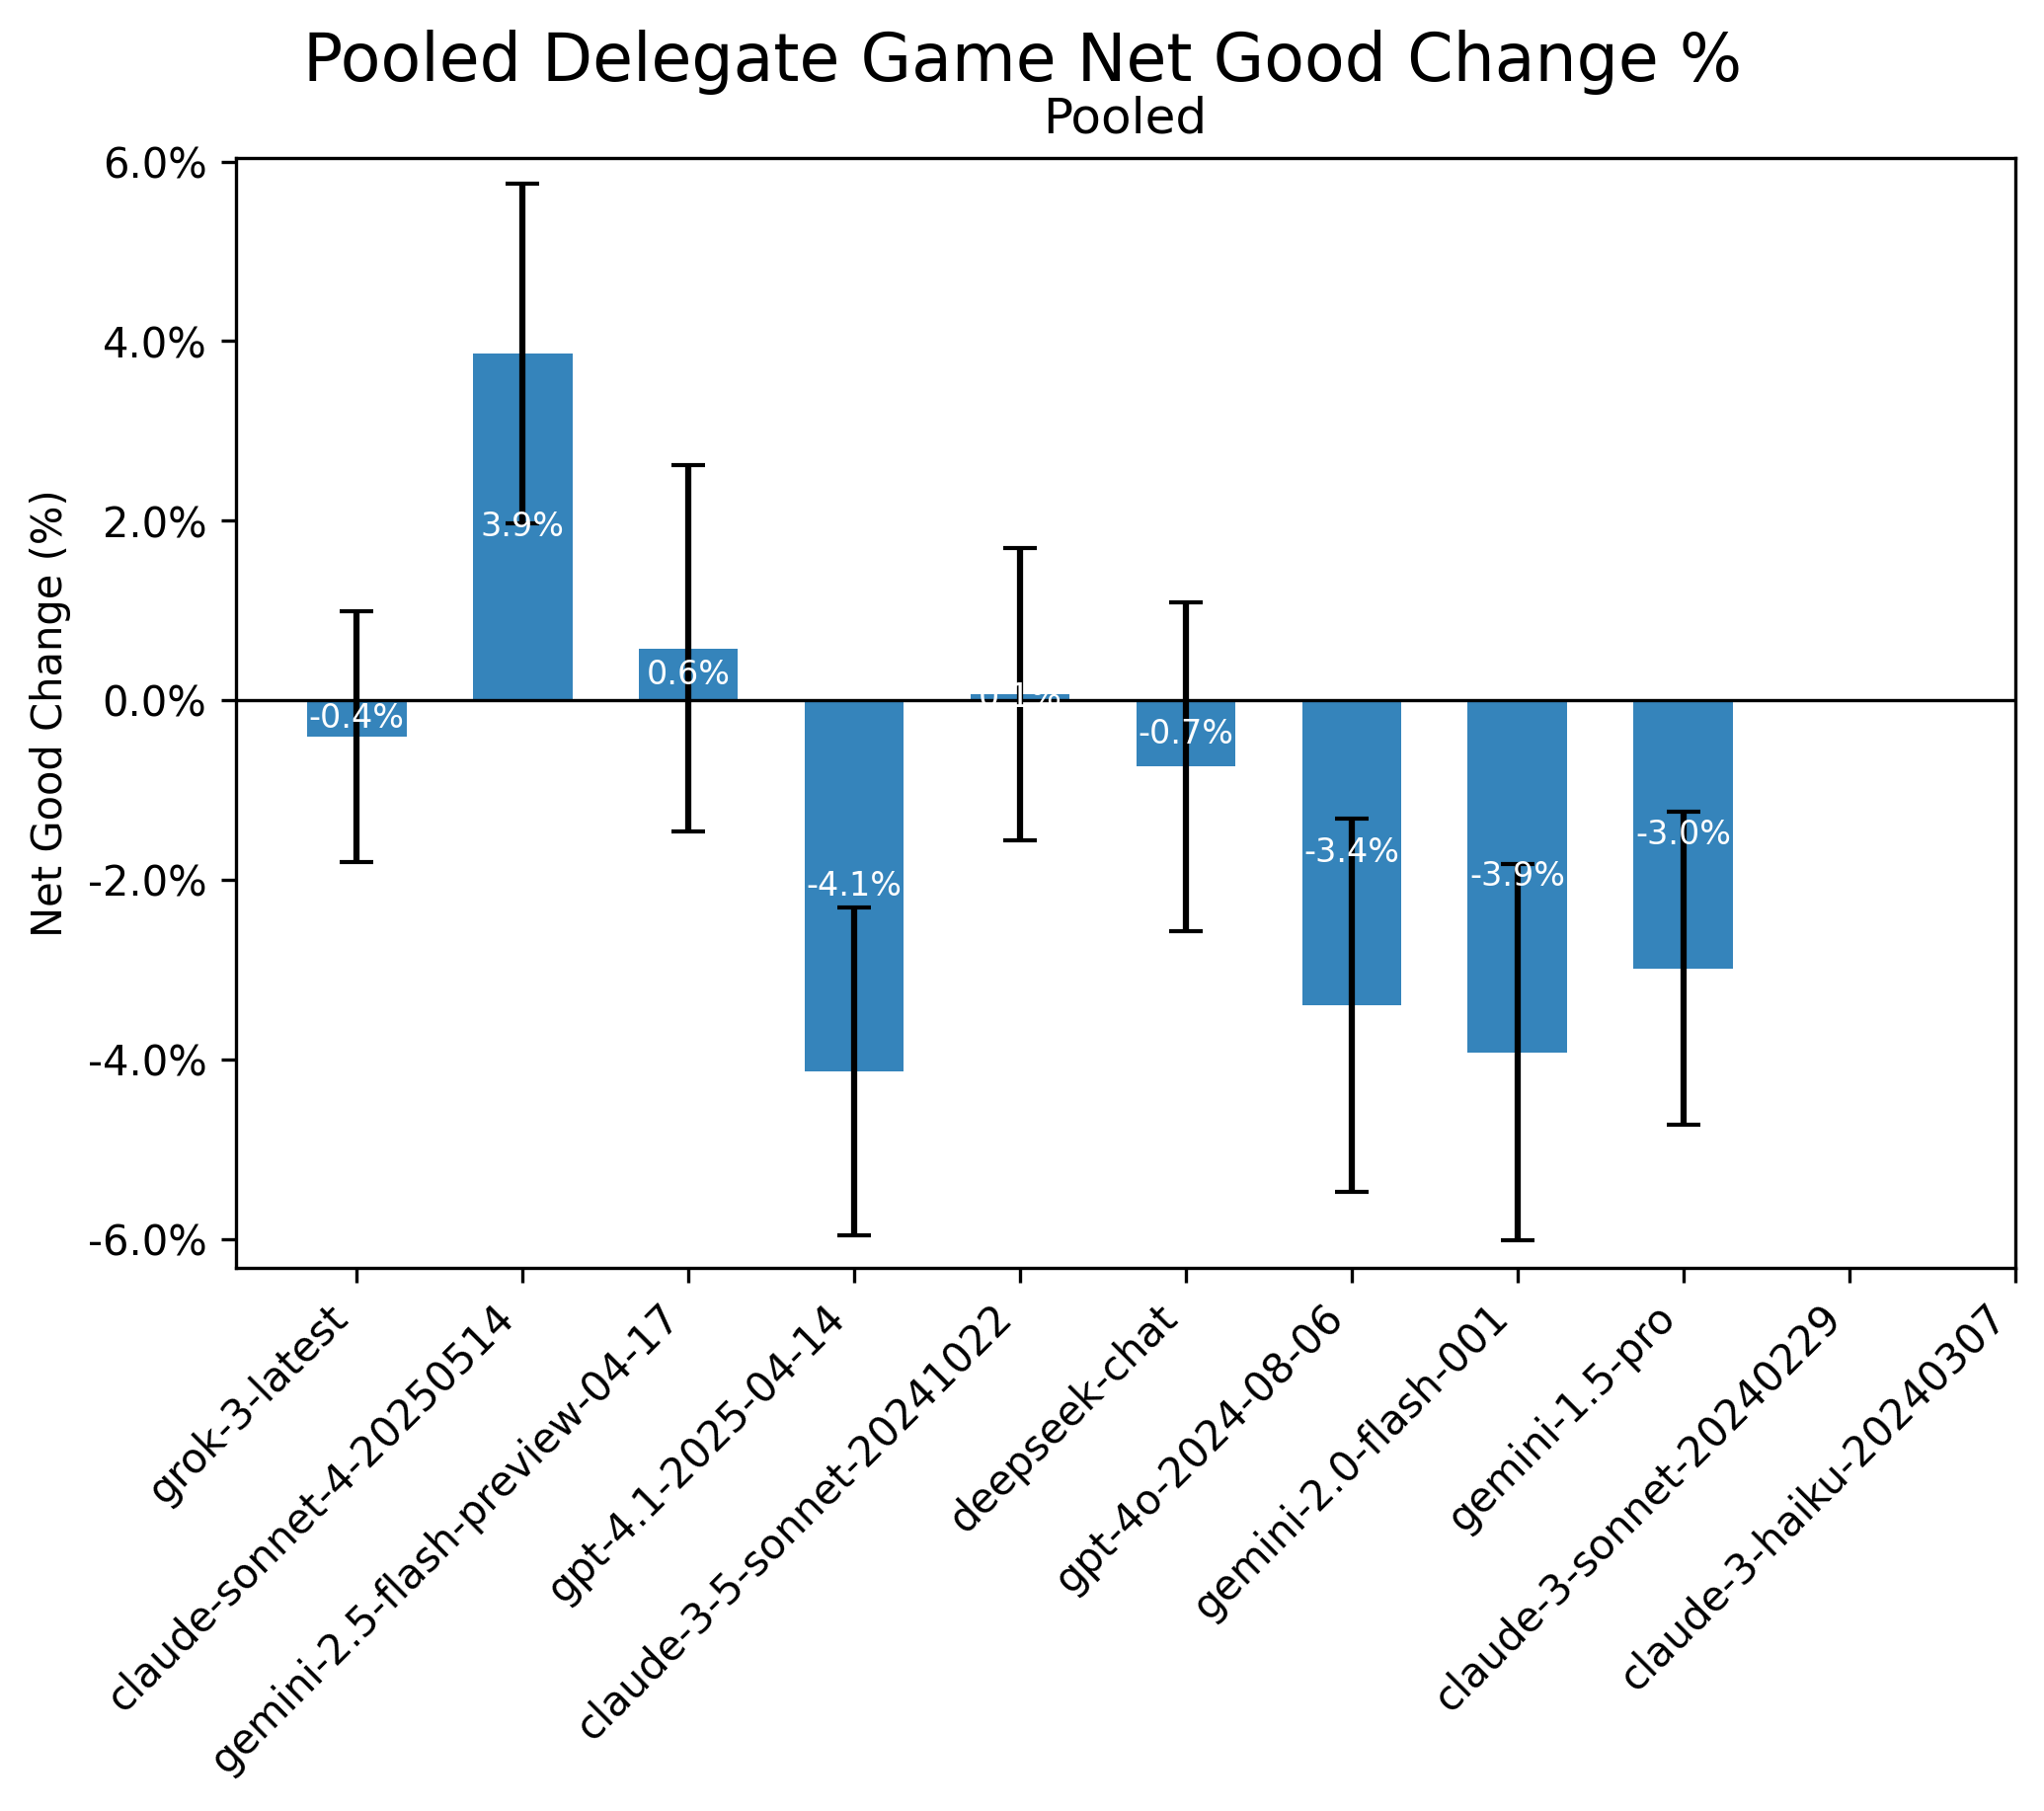 Pooled Delegate Game Net Good Change %
Pooled
Net Good Change (%)
6.0%
4.0%
2.0%
0.0%
-2.0%
-4.0%
-6.0%
-0.4%
3.9%
0.6%
-4.1%
0.1%
-0.7%
-3.4%
-3.9%
-3.0%
grok-3-latest
claude-sonnet-4-20250514
gemini-2.5-flash-preview-04-17
gpt-4.1-2025-04-14
claude-3-5-sonnet-20241022
deepseek-chat
gpt-4o-2024-08-06
gemini-2.0-flash-001
gemini-1.5-pro
claude-3-sonnet-20240229
claude-3-haiku-20240307